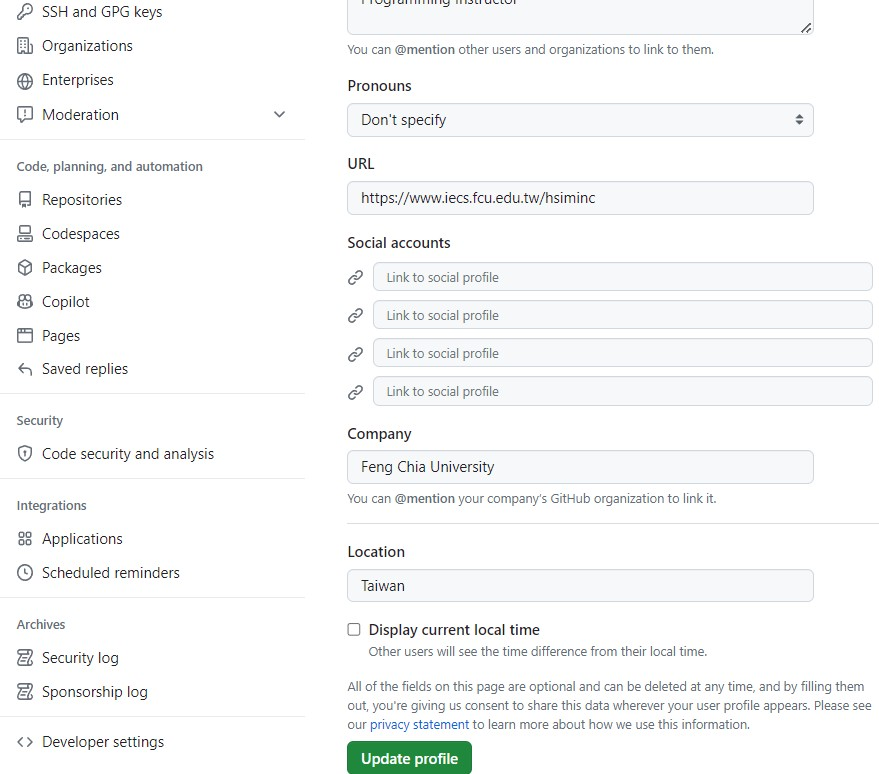 SSH and GPG keys
Organizations
Enterprises
Moderation
Code, planning, and automation
Repositories
Codespaces
Packages
Copilot
Pages
Saved replies
Security
Code security and analysis
Integrations
Applications
Scheduled reminders
Archives
Security log
Sponsorship log
Developer settings
Programming Instructor
You can @mention other users and organizations to link to them.
Pronouns
Don't specify
URL
https://www.iecs.fcu.edu.tw/hsiminc
Social accounts
Link to social profile
Link to social profile
Link to social profile
Link to social profile
Company
Feng Chia University
You can @mention your company's GitHub organization to link it.
Location
Taiwan
Display current local time
Other users will see the time difference from their local time.
All of the fields on this page are optional and can be deleted at any time, and by filling them
out, you're giving us consent to share this data wherever your user profile appears. Please see
our privacy statement to learn more about how we use this information.
Update profile